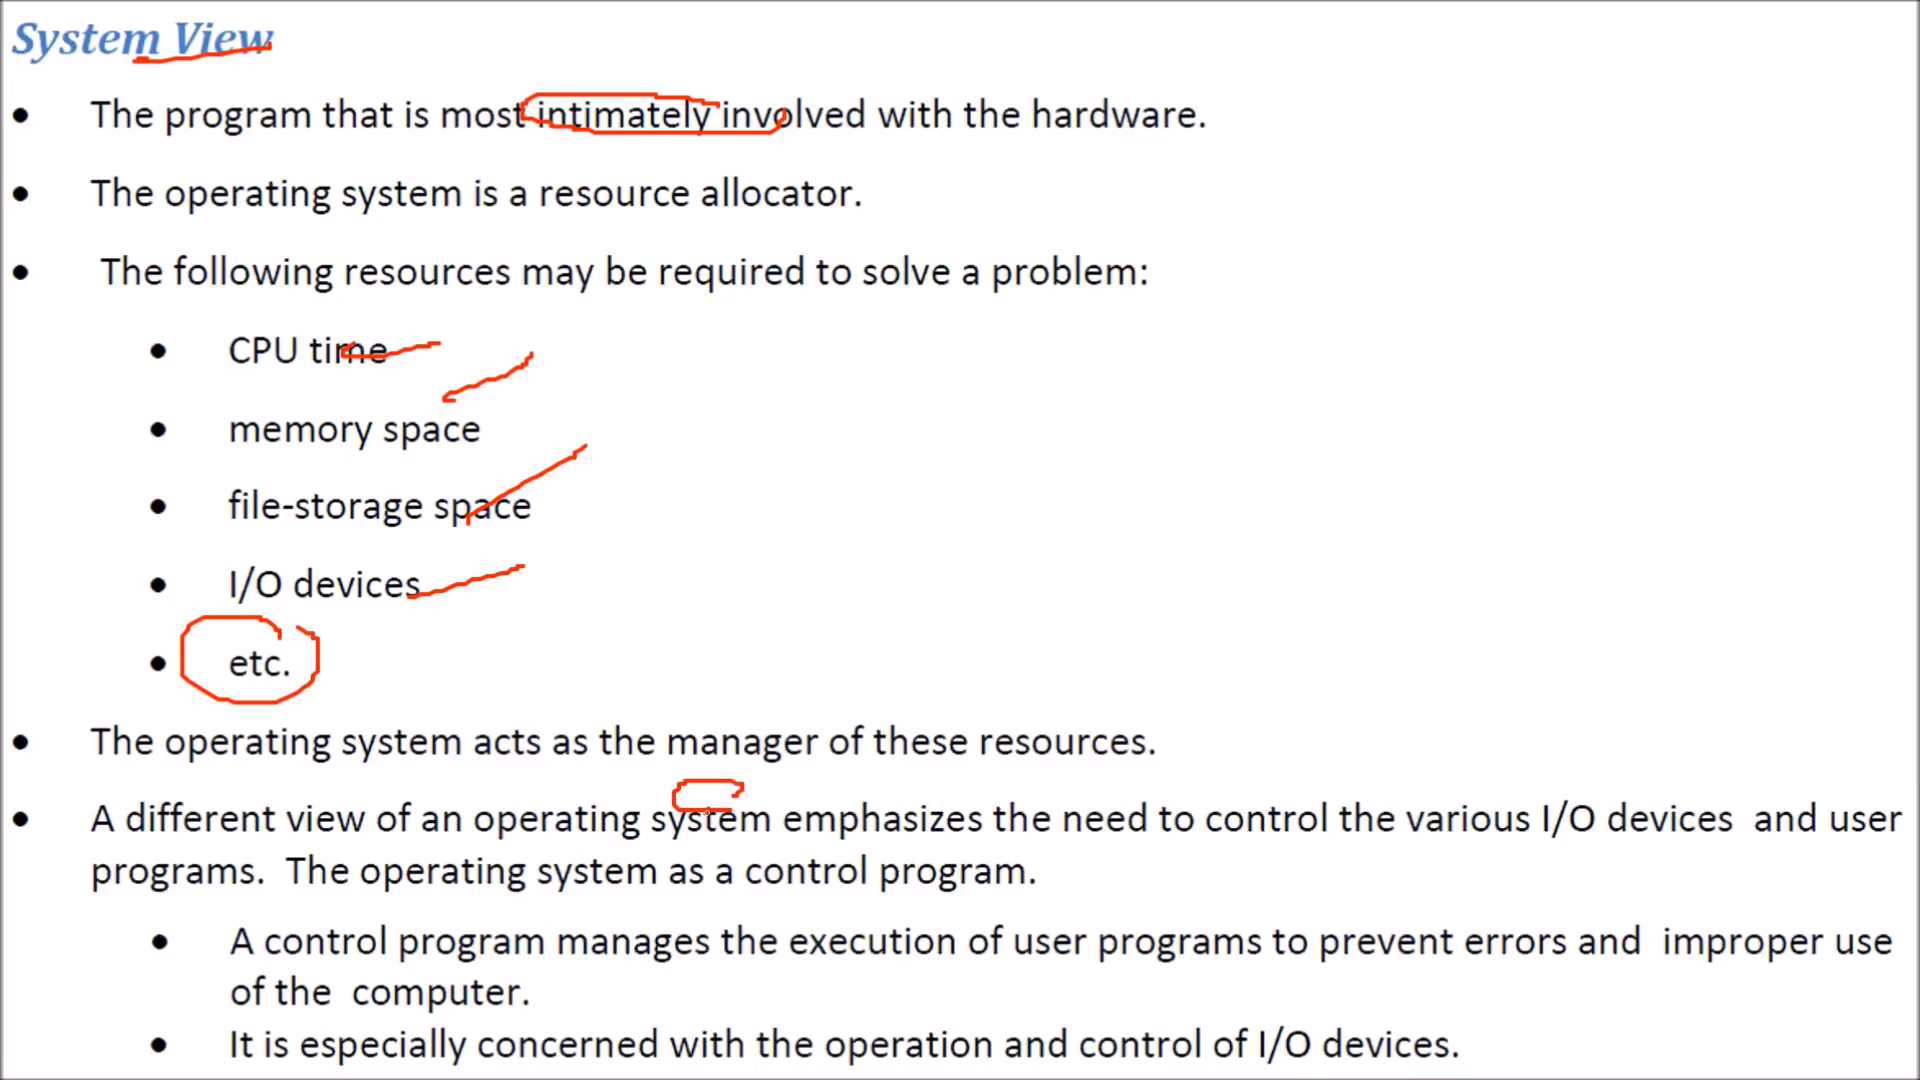 System View
• The program that is most intimately involved with the hardware.
• The operating system is a resource allocator.
• The following resources may be required to solve a problem:
• CPU time
• memory space
• file-storage space
• I/O devices
• etc.
• The operating system acts as the manager of these resources.
• A different view of an operating system emphasizes the need to control the various I/O devices and user
programs. The operating system as a control program.
• A control program manages the execution of user programs to prevent errors and improper use
of the computer.
• It is especially concerned with the operation and control of I/O devices.